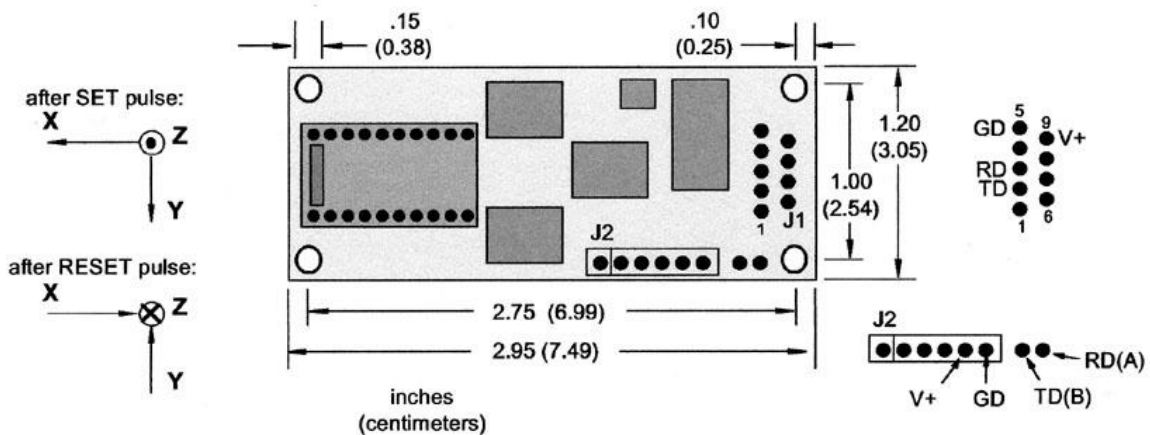 .15
(0.38)
.10
(0.25)
after SET pulse:
X
Z
Y
1.20
(3.05)
1.00
(2.54)
5
9
GD
V+
RD
TD
1
6
J2
1
J1
after RESET pulse:
X
Z
Y
2.75 (6.99)
2.95 (7.49)
inches
(centimeters)
J2
RD(A)
V+
GD
TD(B)